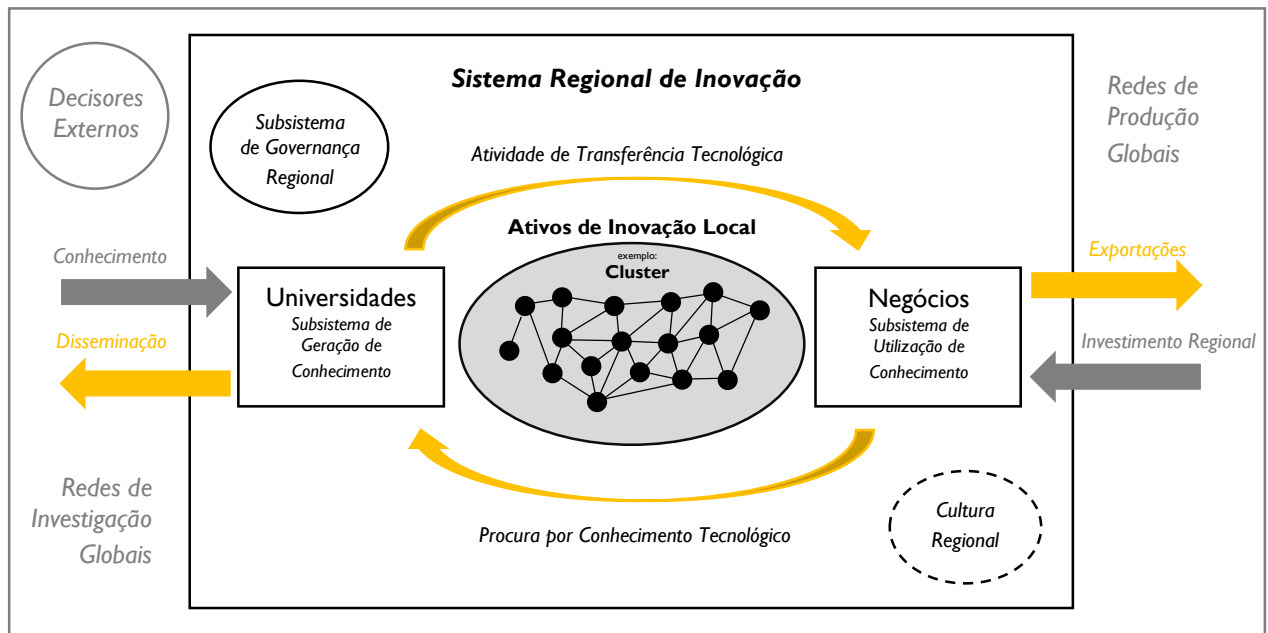 Sistema Regional de Inovação
Decisores
Externos
Subsistema
de Governança
Regional
Redes de
Produção
Globais
Atividade de Transferência Tecnológica
Ativos de Inovação Local
exemplo:
Cluster
Conhecimento
Disseminação
Universidades
Subsistema de
Geração de
Conhecimento
Negócios
Subsistema de
Utilização de
Conhecimento
Exportações
Investimento Regional
Redes de
Investigação
Globais
Procura por Conhecimento Tecnológico
Cultura
Regional